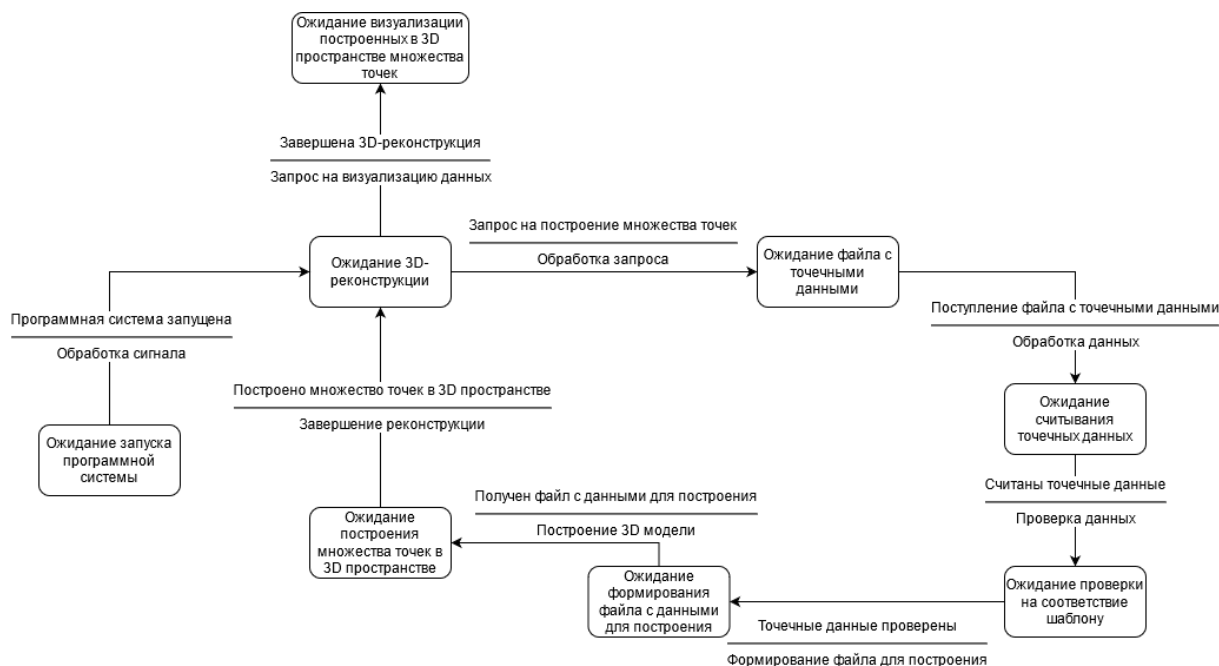 Ожидание визуализации
построенных в 3D
пространстве множества
точек
Завершена 3D-реконструкция
Запрос на визуализацию данных
Запрос на построение множества точек
Обработка запроса
Ожидание 3D-
реконструкции
Ожидание файла с
точечными
данными
Программная система запущена
Обработка сигнала
Поступление файла с точечными данными
Обработка данных
Построено множество точек в 3D пространстве
Завершение реконструкции
Ожидание
считывания
точечных данных
Ожидание запуска
программной
системы
Считаны точечные данные
Проверка данных
Получен файл с данными для построения
Построение 3D модели
Ожидание
построения
множества точек в
3D пространстве
Ожидание
формирования
файла с данными
для построения
Ожидание проверки
на соответствие
шаблону
Точечные данные проверены
Формирование файла для построения